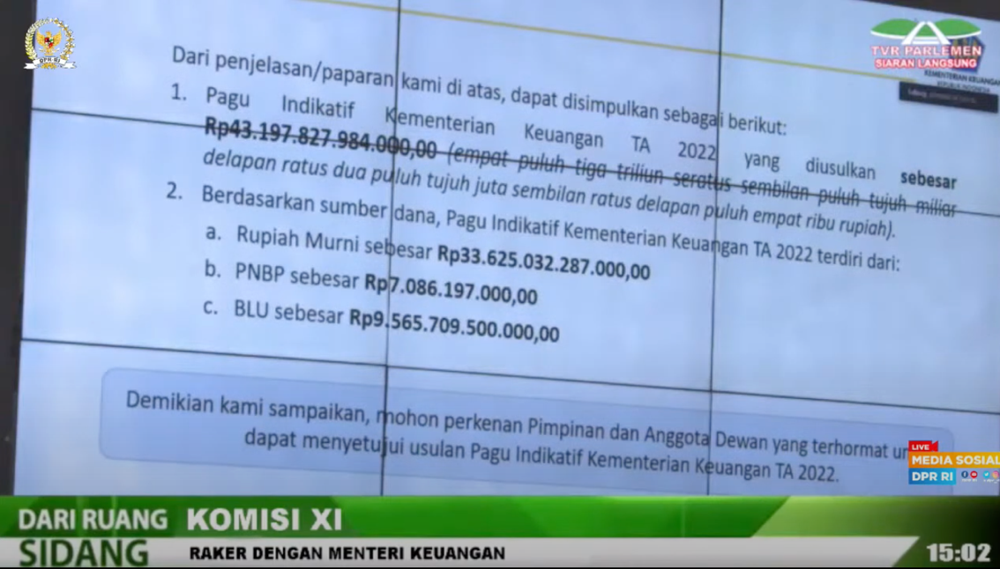 DPR-RI
TVR PARLEMEN
SIARAN LANGSUNG
KEMENTERIAN KEUANGAN
REPUBLIK INDONESIA
Dari penjelasan/paparan kami di atas, dapat disimpulkan sebagai berikut:
1. Pagu Indikatif Kementerian Keuangan TA 2022 yang diusulkan sebesar
Rp43.197.827.984.000,00 (empat puluh tiga triliun seratus sembilan puluh tujuh miliar
delapan ratus dua puluh tujuh juta sembilan ratus delapan puluh empat ribu rupiah).
2. Berdasarkan sumber dana, Pagu Indikatif Kementerian Keuangan TA 2022 terdiri dari:
a. Rupiah Murni sebesar Rp33.625.032.287.000,00
b. PNBP sebesar Rp7.086.197.000,00
c. BLU sebesar Rp9.565.709.500.000,00
Demikian kami sampaikan, mohon perkenan Pimpinan dan Anggota Dewan yang terhormat un
dapat menyetujui usulan Pagu Indikatif Kementerian Keuangan TA 2022.
LIVE
MEDIA SOSIAL
DPR RI
DARI RUANG
SIDANG
KOMISI XI
RAKER DENGAN MENTERI KEUANGAN
15:02